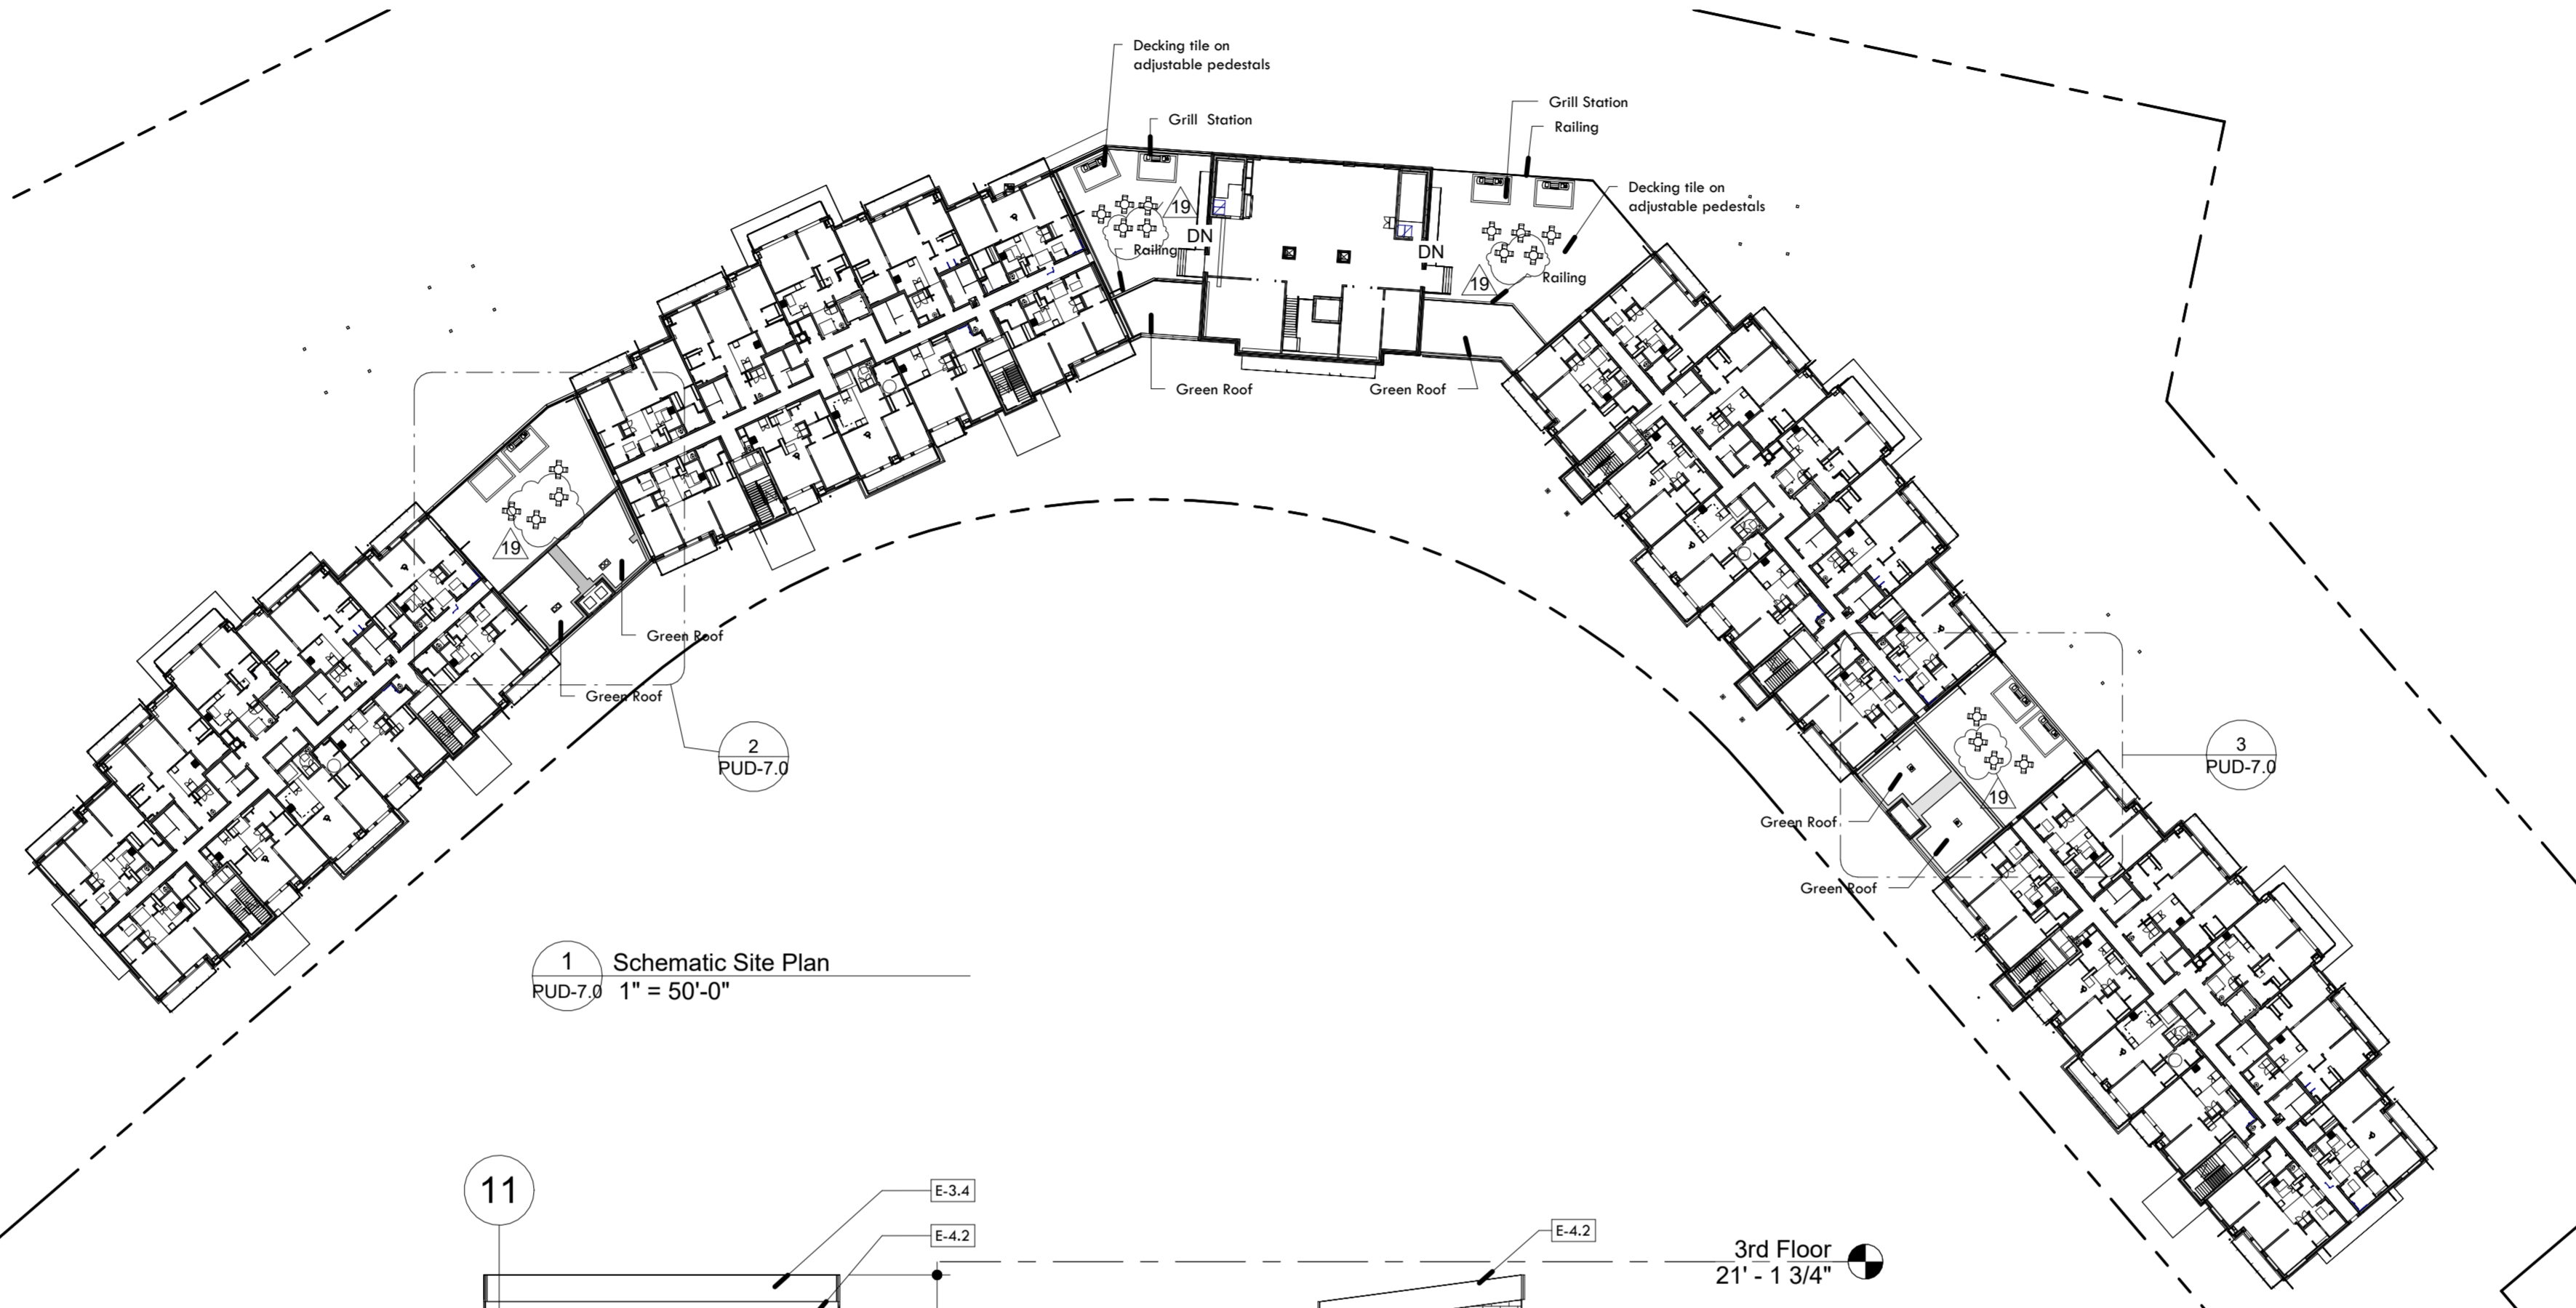 Decking tile on
adjustable pedestals
Grill Station
Grill Station
Railing
Decking tile on
adjustable pedestals
19
DN
Railing
DN
19
Railing
Green Roof
Green Roof
19
Green Roof
Green Roof
2
PUD-7.0
3
PUD-7.0
19
Green Roof
Green Roof
1
PUD-7.0
Schematic Site Plan
1" = 50'-0"
11
E-3.4
E-4.2
E-4.2
3rd Floor
21' - 1 3/4"